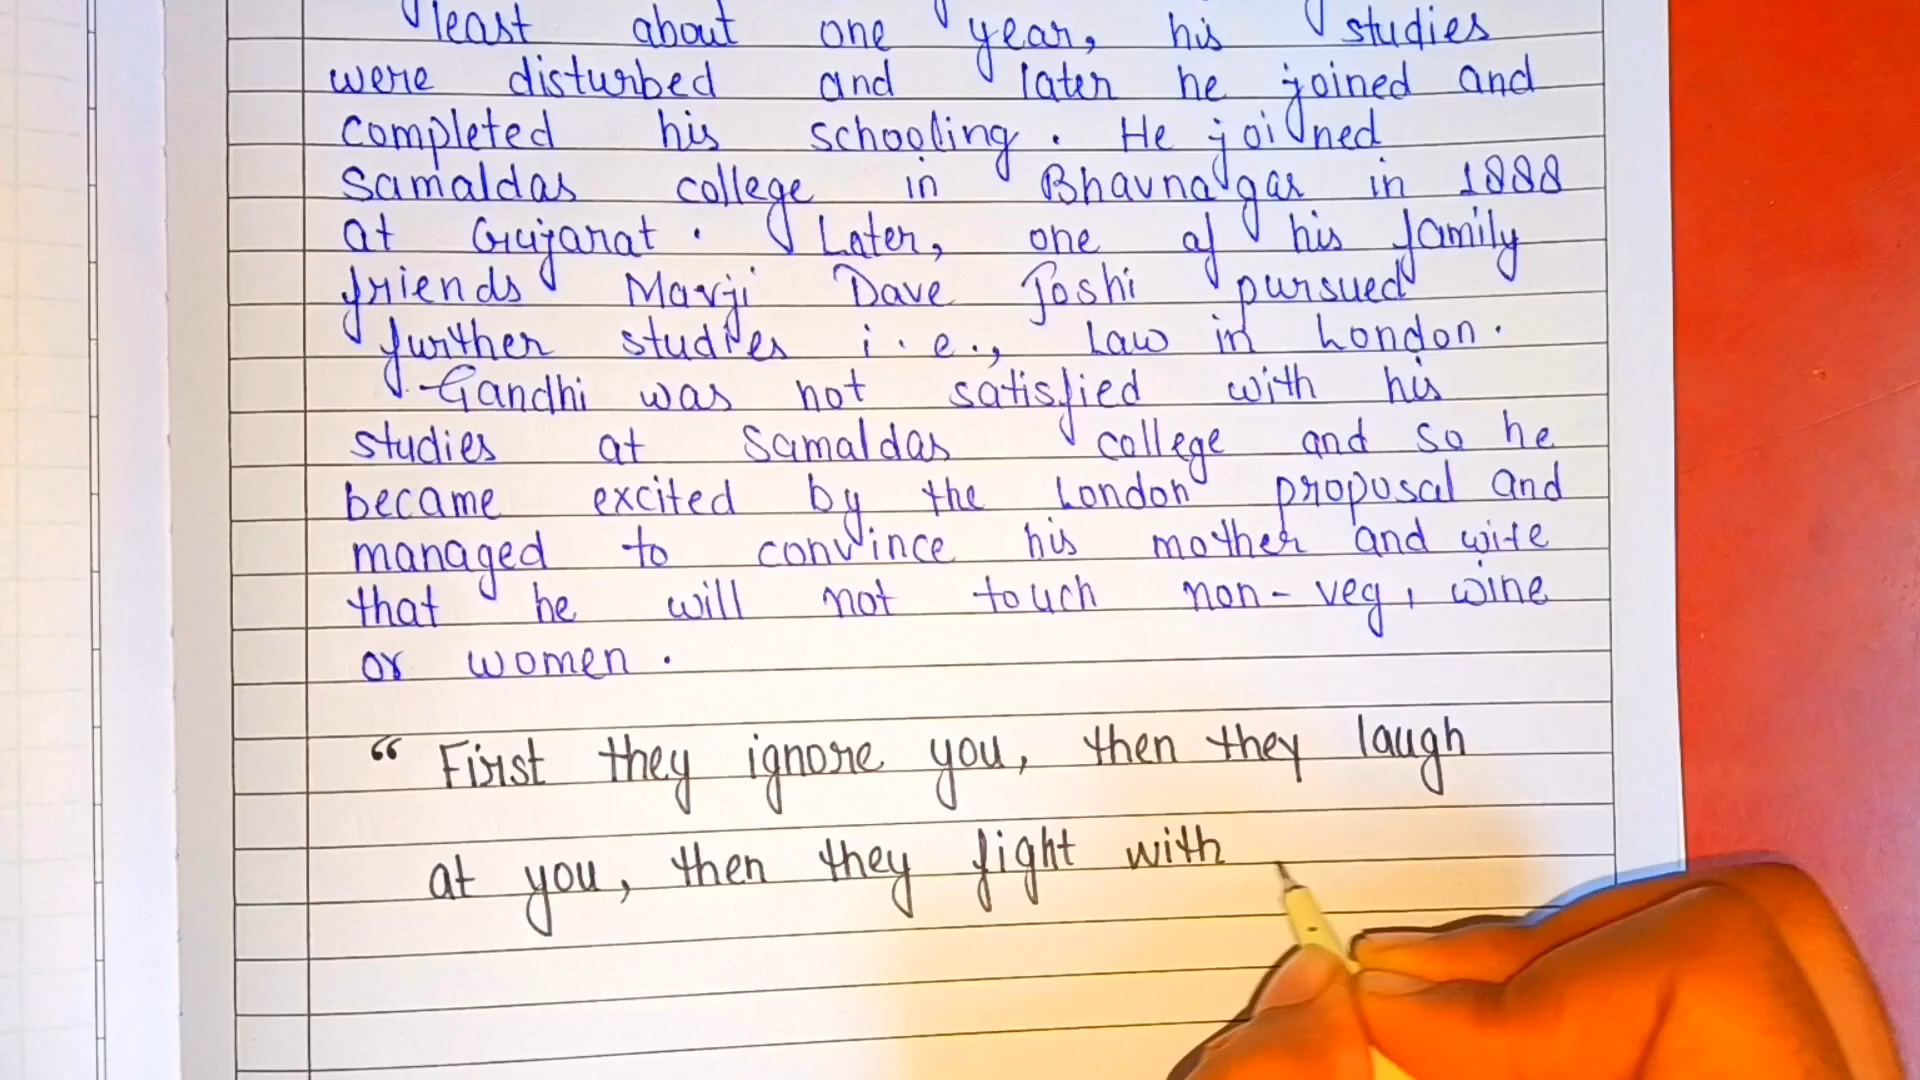 least about one year, his studies
were disturbed and later he joined and
completed his schooling. He joined
Samaldas college in Bhavnagar in 1888
at Gujarat. Later, one of his family
friends Mavji Dave Joshi pursued
further studies i.e., Law in London.
Gandhi was not satisfied with his
studies at Samaldas college and so he
became excited by the London proposal and
managed to convince his mother and wife
that he will not touch non-veg, wine
or women.
“ First they ignore you, then they laugh
at you, then they fight with